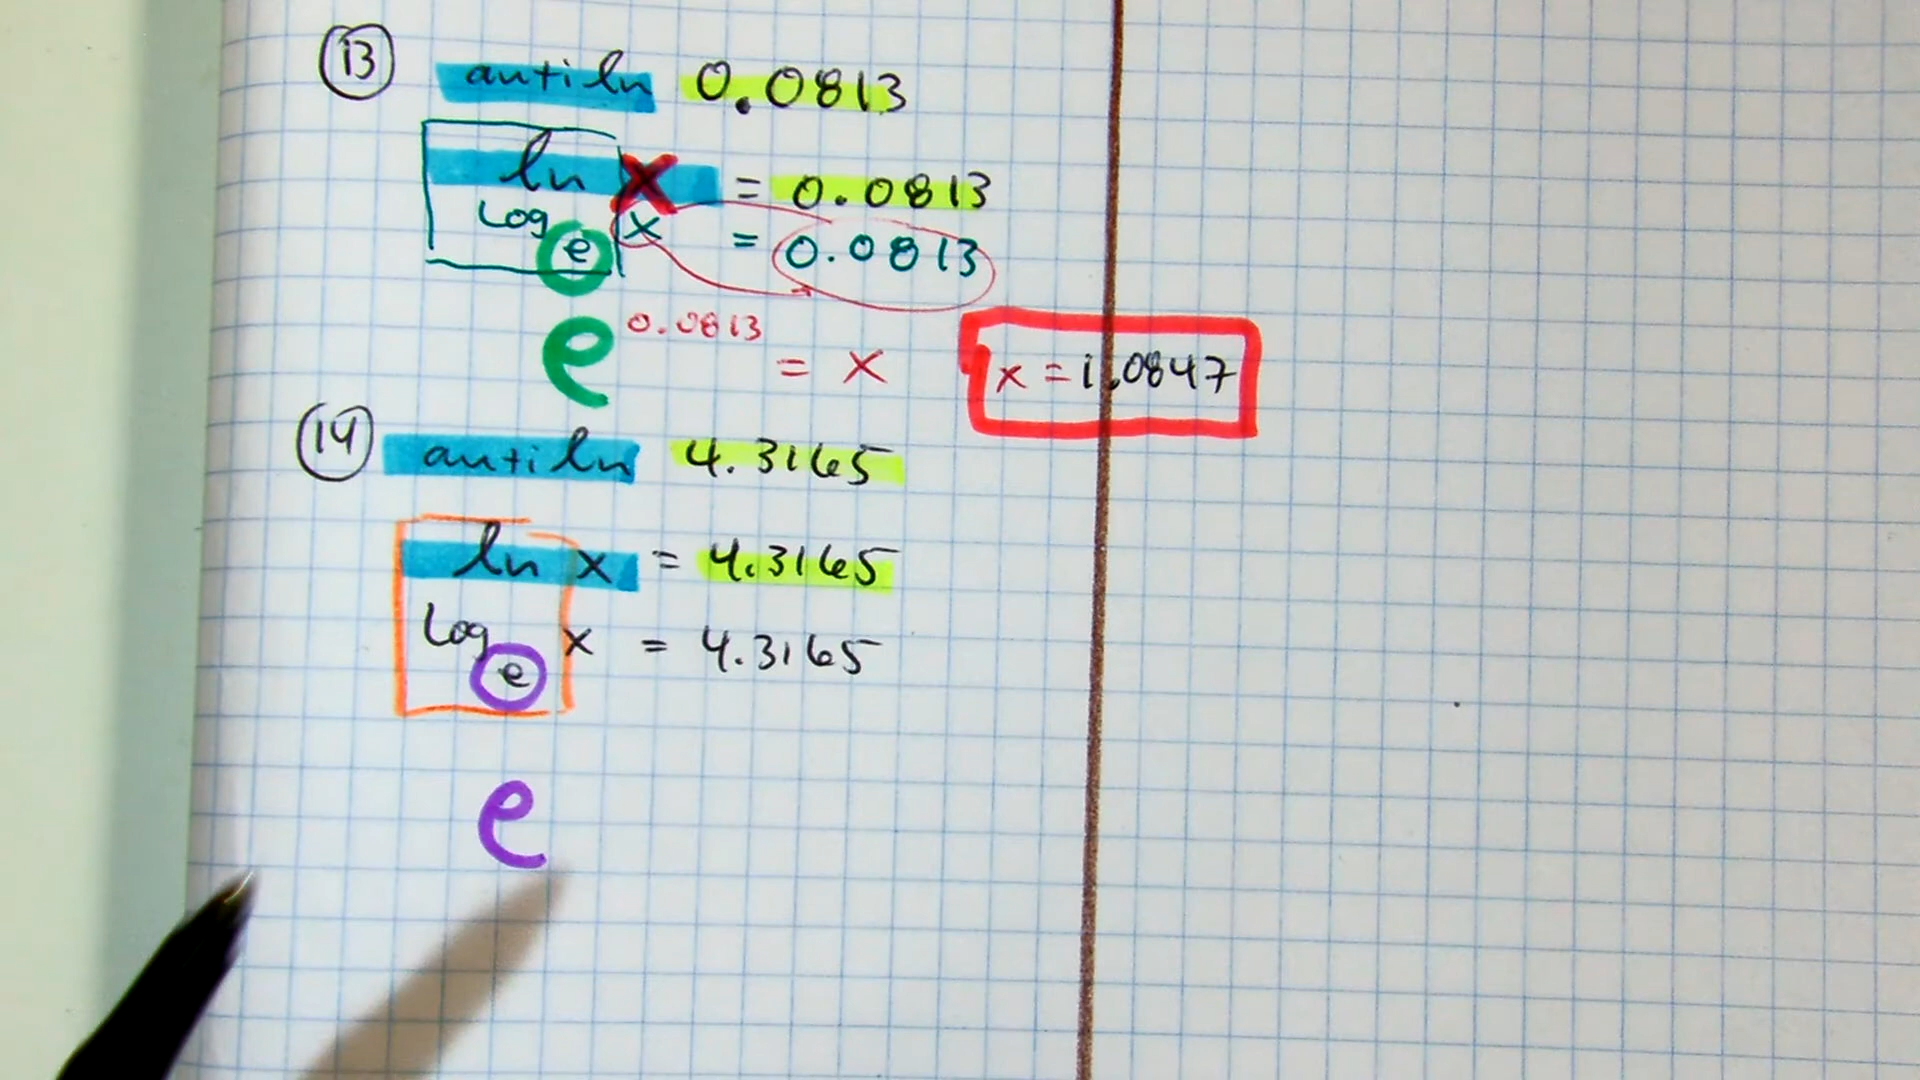 13 antiln 0.0813
ln x = 0.0813
log e x = 0.0813
e 0.0813 = x x = 1.0847
14 antiln 4.3165
ln x = 4.3165
log e x = 4.3165
e